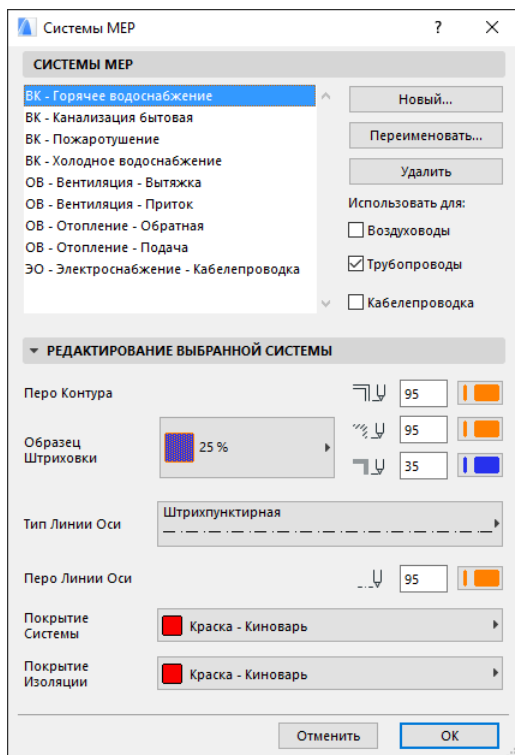 Системы MEP
?
СИСТЕМЫ МЕР
ВК - Горячее водоснабжение
ВК - Канализация бытовая
ВК - Пожаротушение
ВК - Холодное водоснабжение
ОВ - Вентиляция - Вытяжка
ОВ - Вентиляция - Приток
ОВ - Отопление - Обратная
ОВ - Отопление - Подача
ЭО - Электроснабжение - Кабелепроводка
Новый...
Переименовать...
Удалить
Использовать для:
Воздуховоды
Трубопроводы
Кабелепроводка
РЕДАКТИРОВАНИЕ ВЫБРАННОЙ СИСТЕМЫ
Перо Контура
95
Образец
Штриховки
25 %
95
35
Тип Линии Оси
Штрихпунктирная
Перо Линии Оси
95
Покрытие
Системы
Краска - Киноварь
Покрытие
Изоляции
Краска - Киноварь
Отменить
ОК